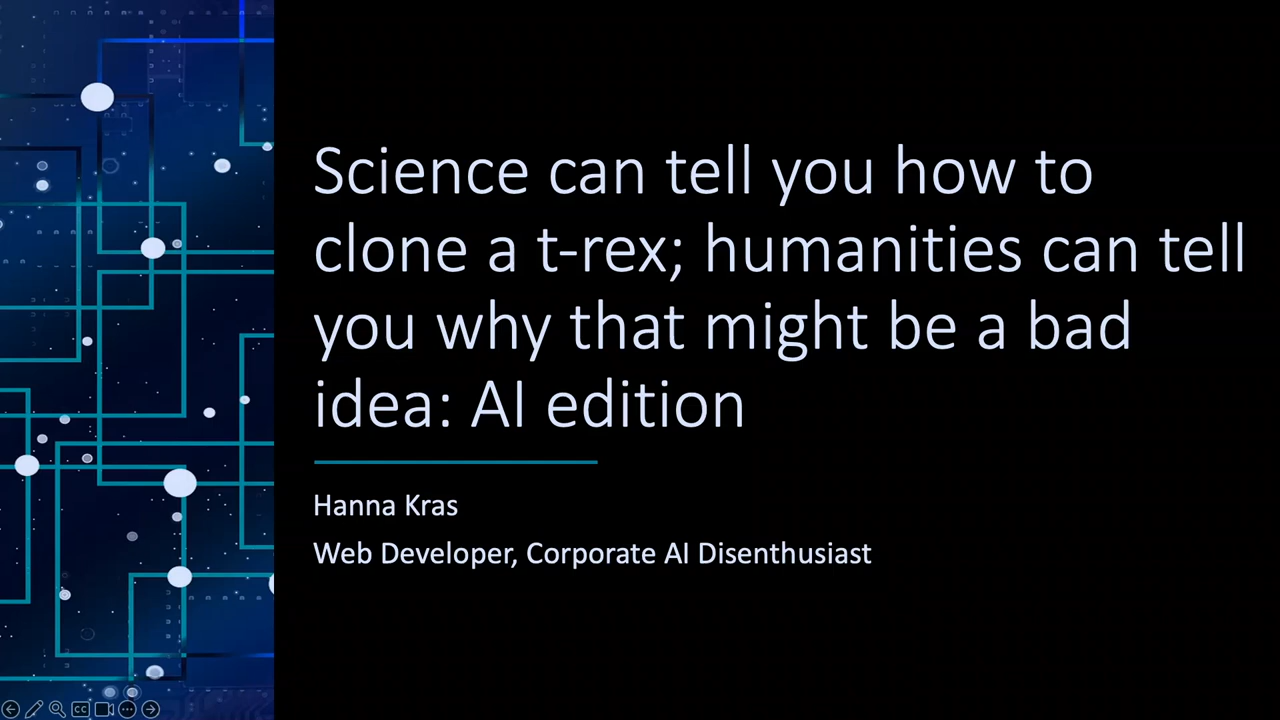 Science can tell you how to
clone a t-rex; humanities can tell
you why that might be a bad
idea: AI edition
Hanna Kras
Web Developer, Corporate AI Disenthusiast
CC